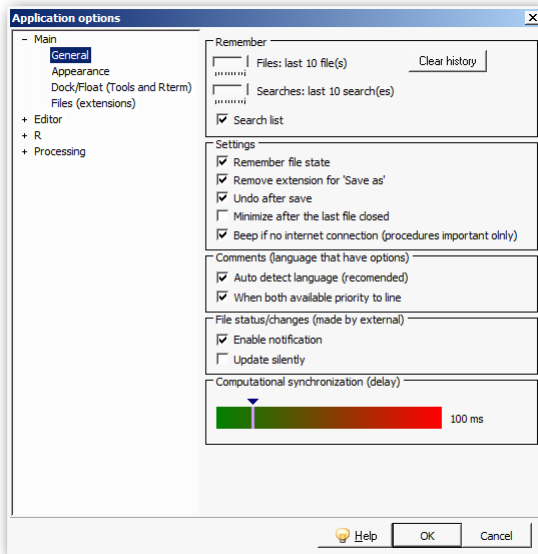 Application options
Main
General
Appearance
Dock/Float (Tools and Rterm)
Files (extensions)
Editor
R
Processing
Remember
Files: last 10 file(s)
Clear history
Searches: last 10 search(es)
Search list
Settings
Remember file state
Remove extension for 'Save as'
Undo after save
Minimize after the last file closed
Beep if no internet connection (procedures important olnly)
Comments (language that have options)
Auto detect language (recomended)
When both available priority to line
File status/changes (made by external)
Enable notification
Update silently
Computational synchronization (delay)
100 ms
Help
OK
Cancel